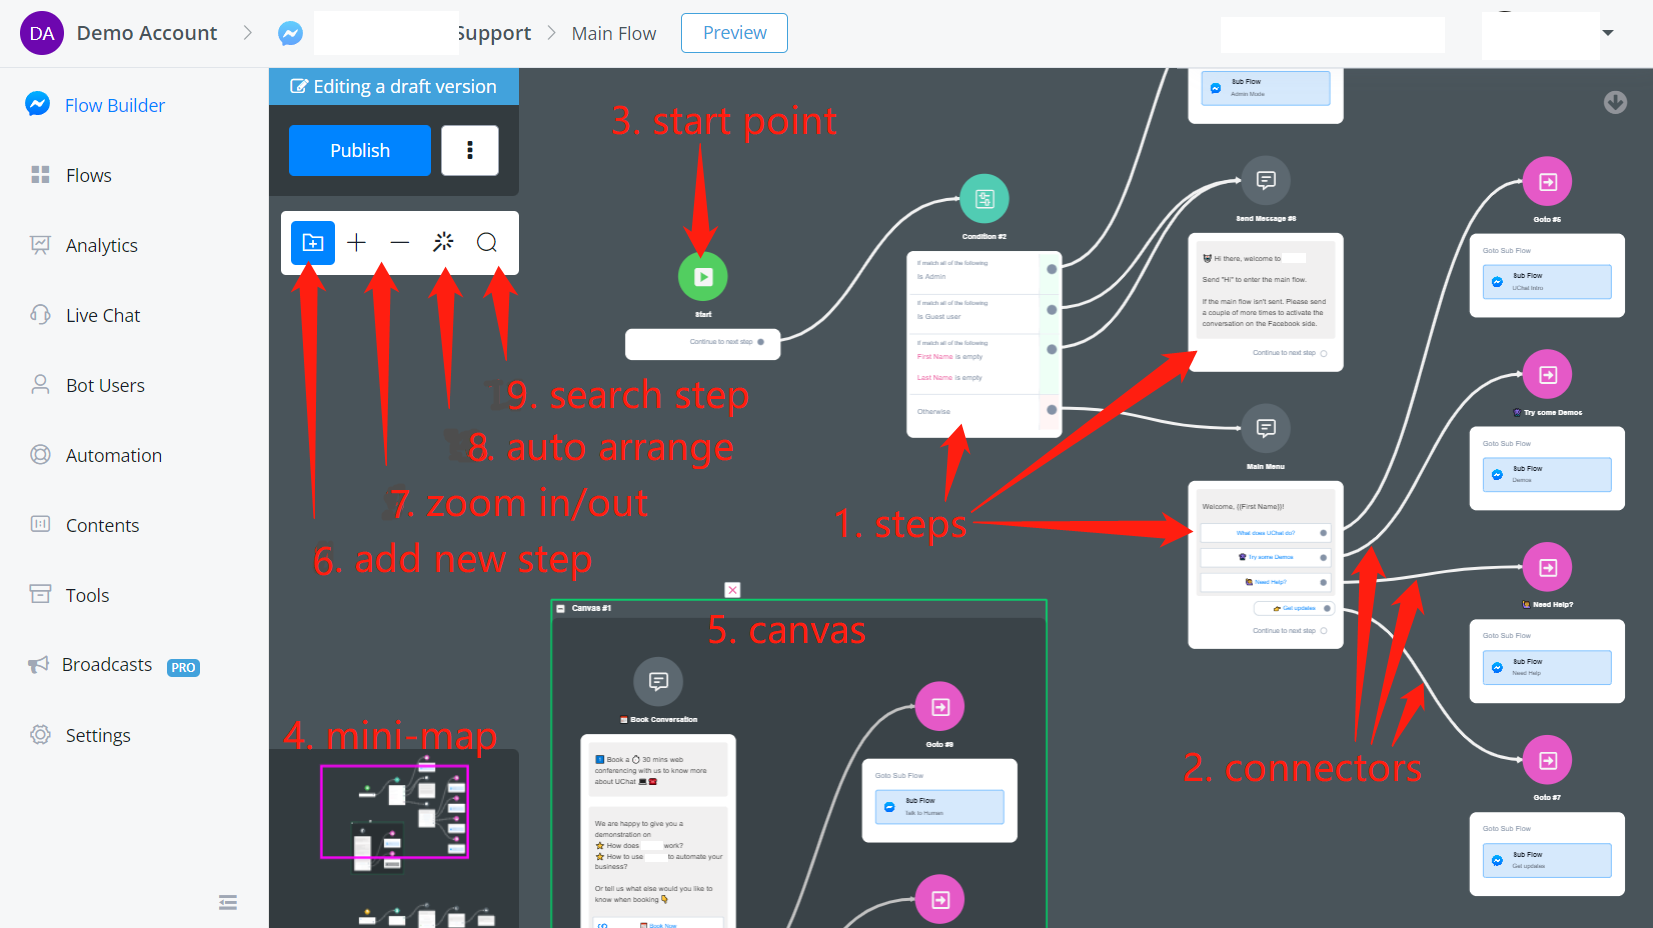 DA Demo Account Support Main Flow Preview
Flow Builder
Flows
Analytics
Live Chat
Bot Users
Automation
Contents
Tools
Broadcasts PRO
Settings
Editing a draft version
Publish
3. start point
Start
Continue to next step
9. search step
8. auto arrange
7. zoom in/out
6. add new step
4. mini-map
Condition #2
If match all of the following
Is Admin
If match all of the following
Is Guest user
If match all of the following
First Name is empty
Last Name is empty
Otherwise
1. steps
Sub Flow
Admin Mode
Send Message #6
Hi there, welcome to
Send "Hi" to enter the main flow.
If the main flow isn't sent. Please send
a couple of more times to activate the
conversation on the Facebook side.
Continue to next step
Main Menu
Welcome, {{First Name}}!
What does UChat do?
Try some Demos
Need Help?
Get updates
Continue to next step
2. connectors
Goto #5
Goto Sub Flow
Sub Flow
UChat Intro
Try some Demos
Goto Sub Flow
Sub Flow
Demos
Need Help?
Goto Sub Flow
Sub Flow
Need Help
Goto #7
Goto Sub Flow
Sub Flow
Get updates
Canvas #1
5. canvas
Book Conversation
Book a 30 mins web
conferencing with us to know more
about UChat
We are happy to give you a
demonstration on
How does work?
How to use to automate your
business?
Or tell us what else would you like to
know when booking
Book Now
Goto #8
Goto Sub Flow
Sub Flow
talk to Human